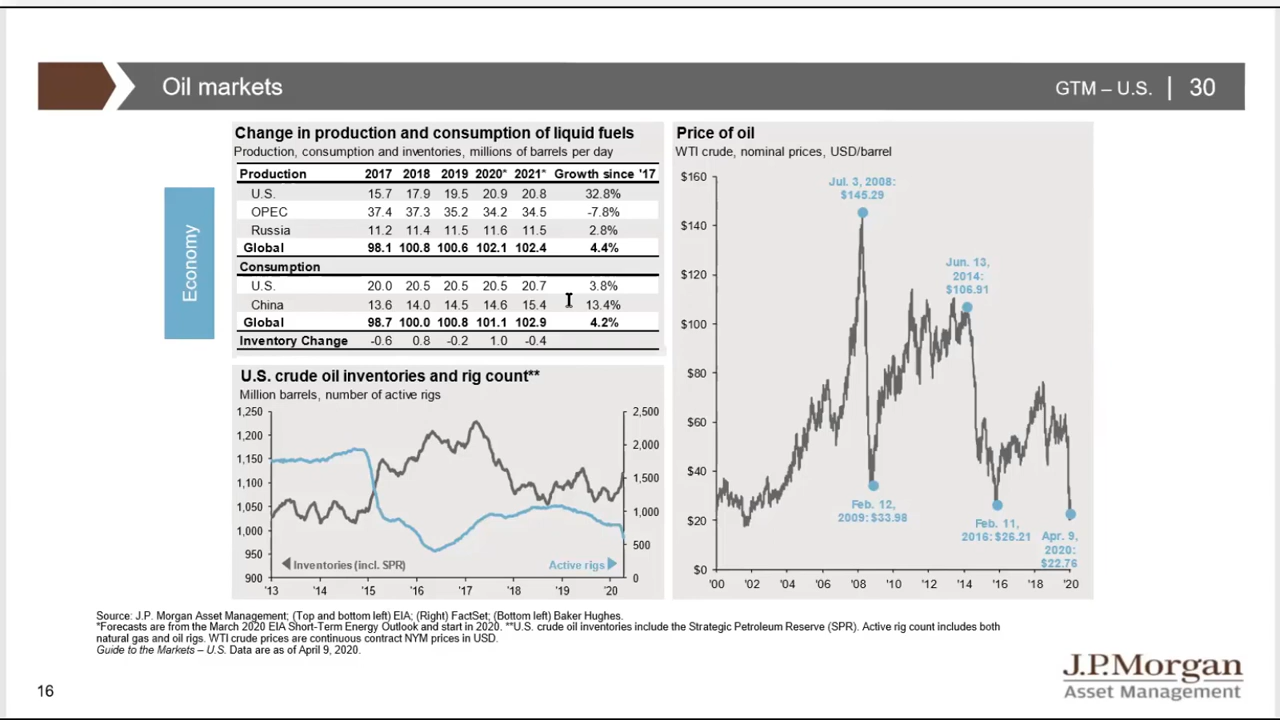 Oil markets
GTM – U.S. | 30
Economy
Change in production and consumption of liquid fuels
Production, consumption and inventories, millions of barrels per day
Production 2017 2018 2019 2020* 2021* Growth since '17
U.S. 15.7 17.9 19.5 20.9 20.8 32.8%
OPEC 37.4 37.3 35.2 34.2 34.5 -7.8%
Russia 11.2 11.4 11.5 11.6 11.5 2.8%
Global 98.1 100.8 100.6 102.1 102.4 4.4%
Consumption
U.S. 20.0 20.5 20.5 20.5 20.7 3.8%
China 13.6 14.0 14.5 14.6 15.4 13.4%
Global 98.7 100.0 100.8 101.1 102.9 4.2%
Inventory Change -0.6 0.8 -0.2 1.0 -0.4
U.S. crude oil inventories and rig count**
Million barrels, number of active rigs
1,250
1,200
1,150
1,100
1,050
1,000
950
900
2,500
2,000
1,500
1,000
500
0
Inventories (incl. SPR)
Active rigs
'13 '14 '15 '16 '17 '18 '19 '20
Price of oil
WTI crude, nominal prices, USD/barrel
$160
$140
$120
$100
$80
$60
$40
$20
$0
Jul. 3, 2008:
$145.29
Jun. 13,
2014:
$106.91
Feb. 12,
2009: $33.98
Feb. 11,
2016: $26.21
Apr. 9,
2020:
$22.76
'00 '02 '04 '06 '08 '10 '12 '14 '16 '18 '20
Source: J.P. Morgan Asset Management; (Top and bottom left) EIA; (Right) FactSet; (Bottom left) Baker Hughes.
*Forecasts are from the March 2020 EIA Short-Term Energy Outlook and start in 2020. **U.S. crude oil inventories include the Strategic Petroleum Reserve (SPR). Active rig count includes both
natural gas and oil rigs. WTI crude prices are continuous contract NYM prices in USD.
Guide to the Markets – U.S. Data are as of April 9, 2020.
16
J.P.Morgan
Asset Management